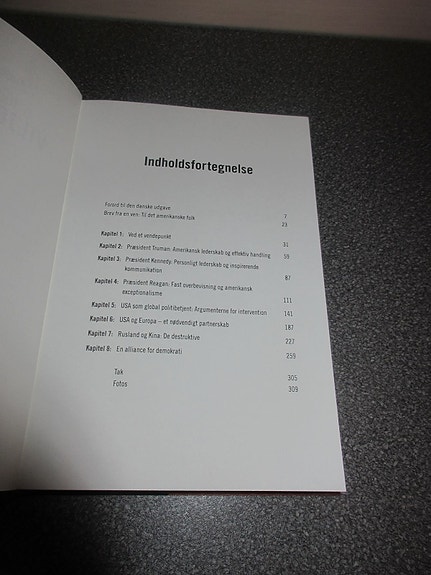 Indholdsfortegnelse
Forord til den danske udgave 7
Brev fra en ven: Til det amerikanske folk 23
Kapitel 1: Ved et vendepunkt 31
Kapitel 2: Præsident Truman: Amerikansk lederskab og effektiv handling 59
Kapitel 3: Præsident Kennedy: Personligt lederskab og inspirerende
kommunikation 87
Kapitel 4: Præsident Reagan: Fast overbevisning og amerikansk
exceptionalisme 111
Kapitel 5: USA som global politibetjent: Argumenterne for intervention 141
Kapitel 6: USA og Europa – et nødvendigt partnerskab 187
Kapitel 7: Rusland og Kina: De destruktive 227
Kapitel 8: En alliance for demokrati 259
Tak 305
Fotos 309